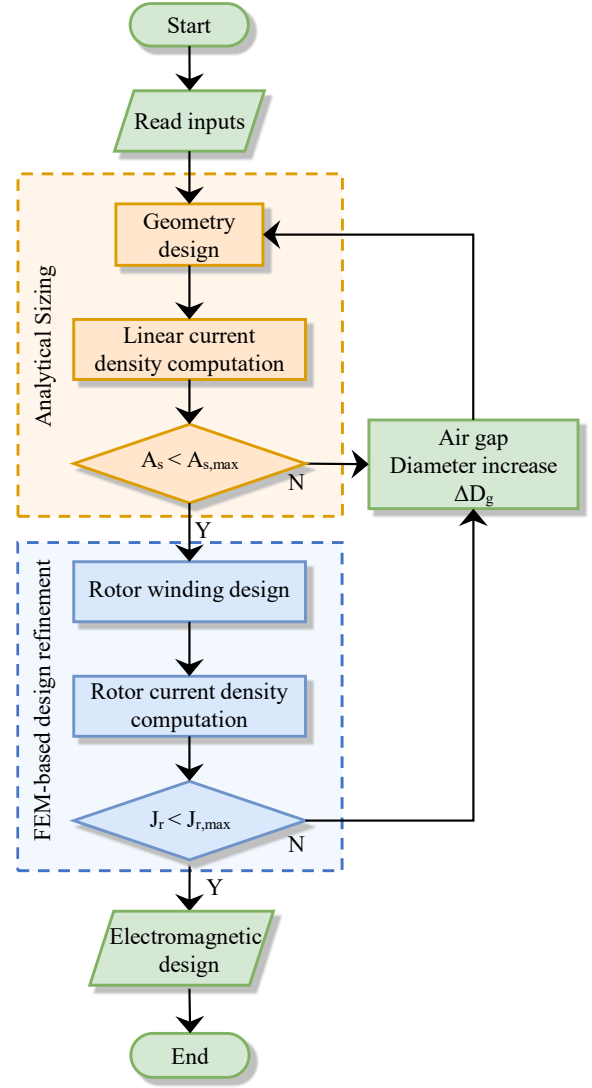 Start
Read inputs
Analytical Sizing
Geometry
design
Linear current
density computation
Aₛ < Aₛ,ₘₐₓ
N
Y
Air gap
Diameter increase
ΔD_g
FEM-based design refinement
Rotor winding design
Rotor current density
computation
Jᵣ < Jᵣ,ₘₐₓ
N
Y
Electromagnetic
design
End